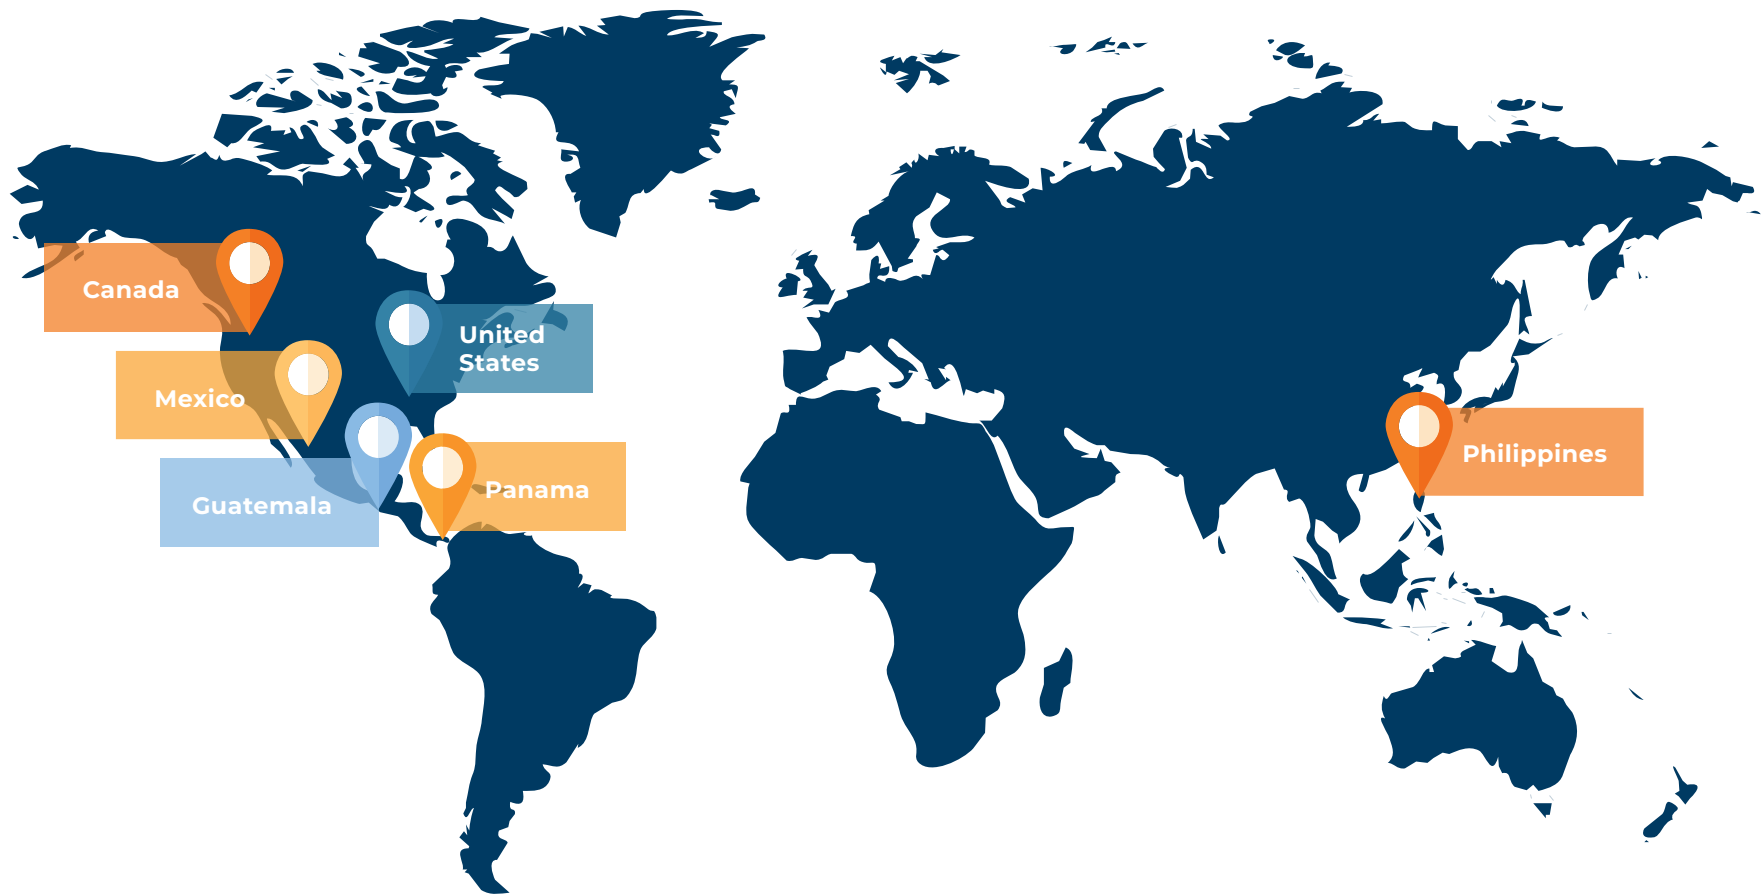 Canada
United
States
Mexico
Guatemala
Panama
Philippines